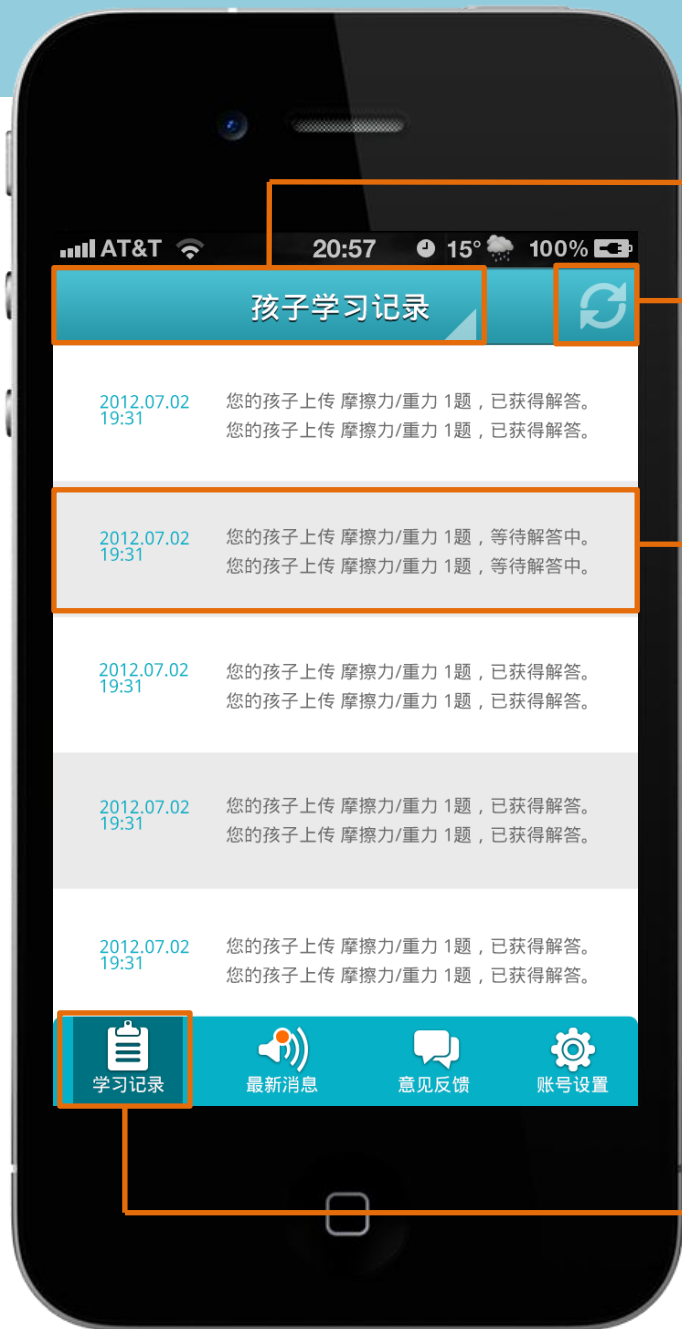 AT&T 20:57 15° 100%
孩子学习记录
2012.07.02 您的孩子上传 摩擦力/重力 1题，已获得解答。
19:31 您的孩子上传 摩擦力/重力 1题，已获得解答。
2012.07.02 您的孩子上传 摩擦力/重力 1题，等待解答中。
19:31 您的孩子上传 摩擦力/重力 1题，等待解答中。
2012.07.02 您的孩子上传 摩擦力/重力 1题，已获得解答。
19:31 您的孩子上传 摩擦力/重力 1题，已获得解答。
2012.07.02 您的孩子上传 摩擦力/重力 1题，已获得解答。
19:31 您的孩子上传 摩擦力/重力 1题，已获得解答。
2012.07.02 您的孩子上传 摩擦力/重力 1题，已获得解答。
19:31 您的孩子上传 摩擦力/重力 1题，已获得解答。
学习记录 最新消息 意见反馈 账号设置